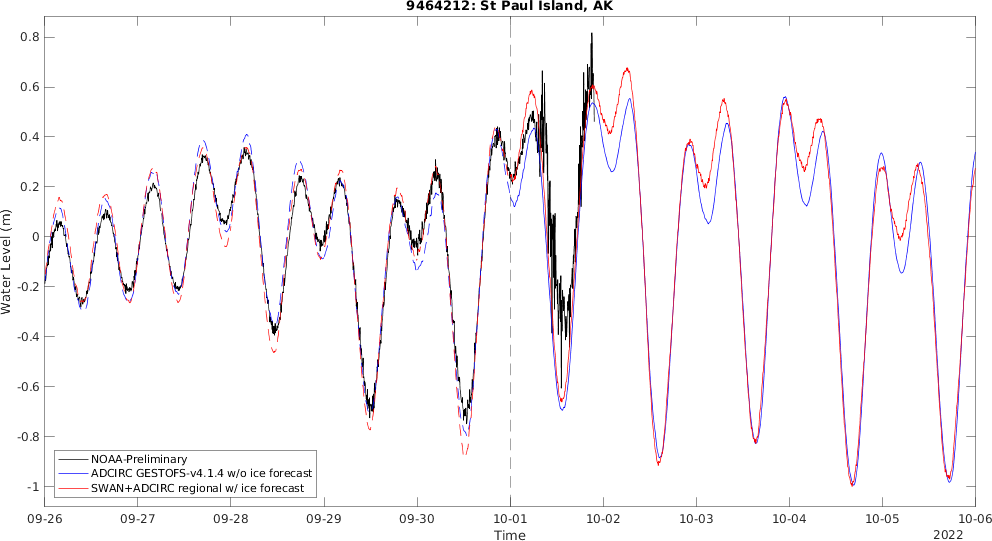 9464212: St Paul Island, AK
Water Level (m)
0.8
0.6
0.4
0.2
0
-0.2
-0.4
-0.6
-0.8
-1
NOAA-Preliminary
ADCIRC GESTOFS-v4.1.4 w/o ice forecast
SWAN+ADCIRC regional w/ ice forecast
09-26 09-27 09-28 09-29 09-30 10-01 10-02 10-03 10-04 10-05 10-06
Time
2022